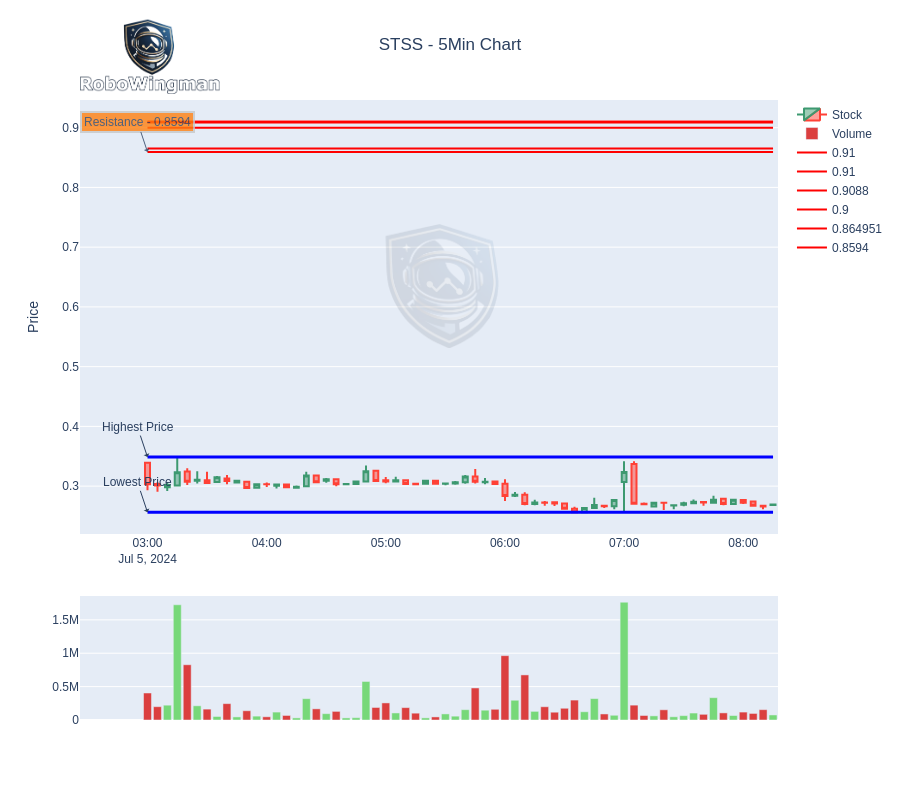 STSS - 5Min Chart
RoboWingman
Resistance - 0.8594
0.9
0.8
0.7
0.6
0.5
0.4
0.3
Price
Highest Price
Lowest Price
03:00
04:00
05:00
06:00
07:00
08:00
Jul 5, 2024
Stock
Volume
0.91
0.91
0.9088
0.9
0.864951
0.8594
1.5M
1M
0.5M
0